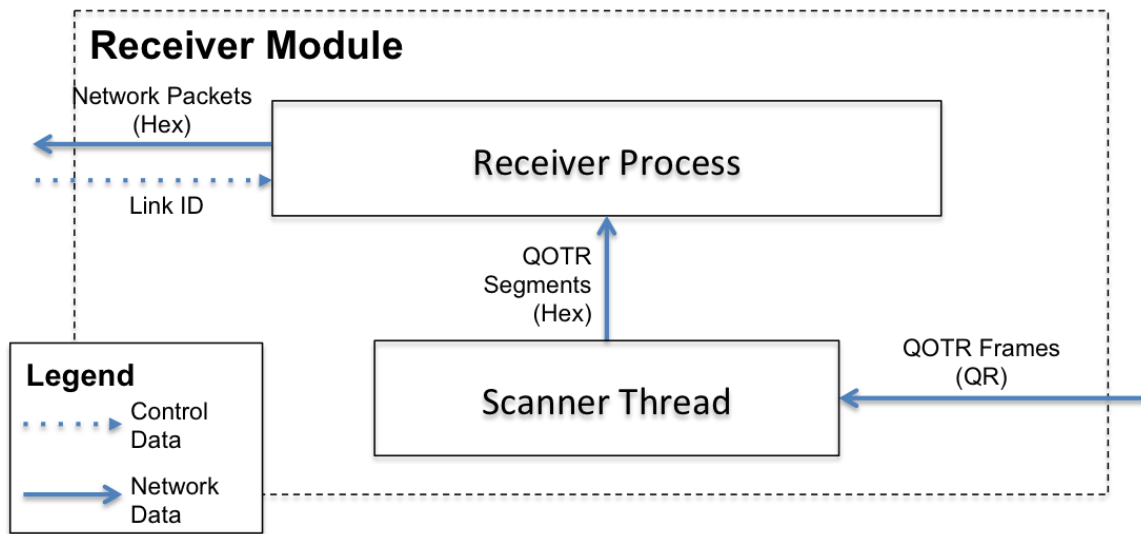 Receiver Module
Network Packets
(Hex)
Receiver Process
Link ID
QOTR
Segments
(Hex)
QOTR Frames
(QR)
Scanner Thread
Legend
Control
Data
Network
Data